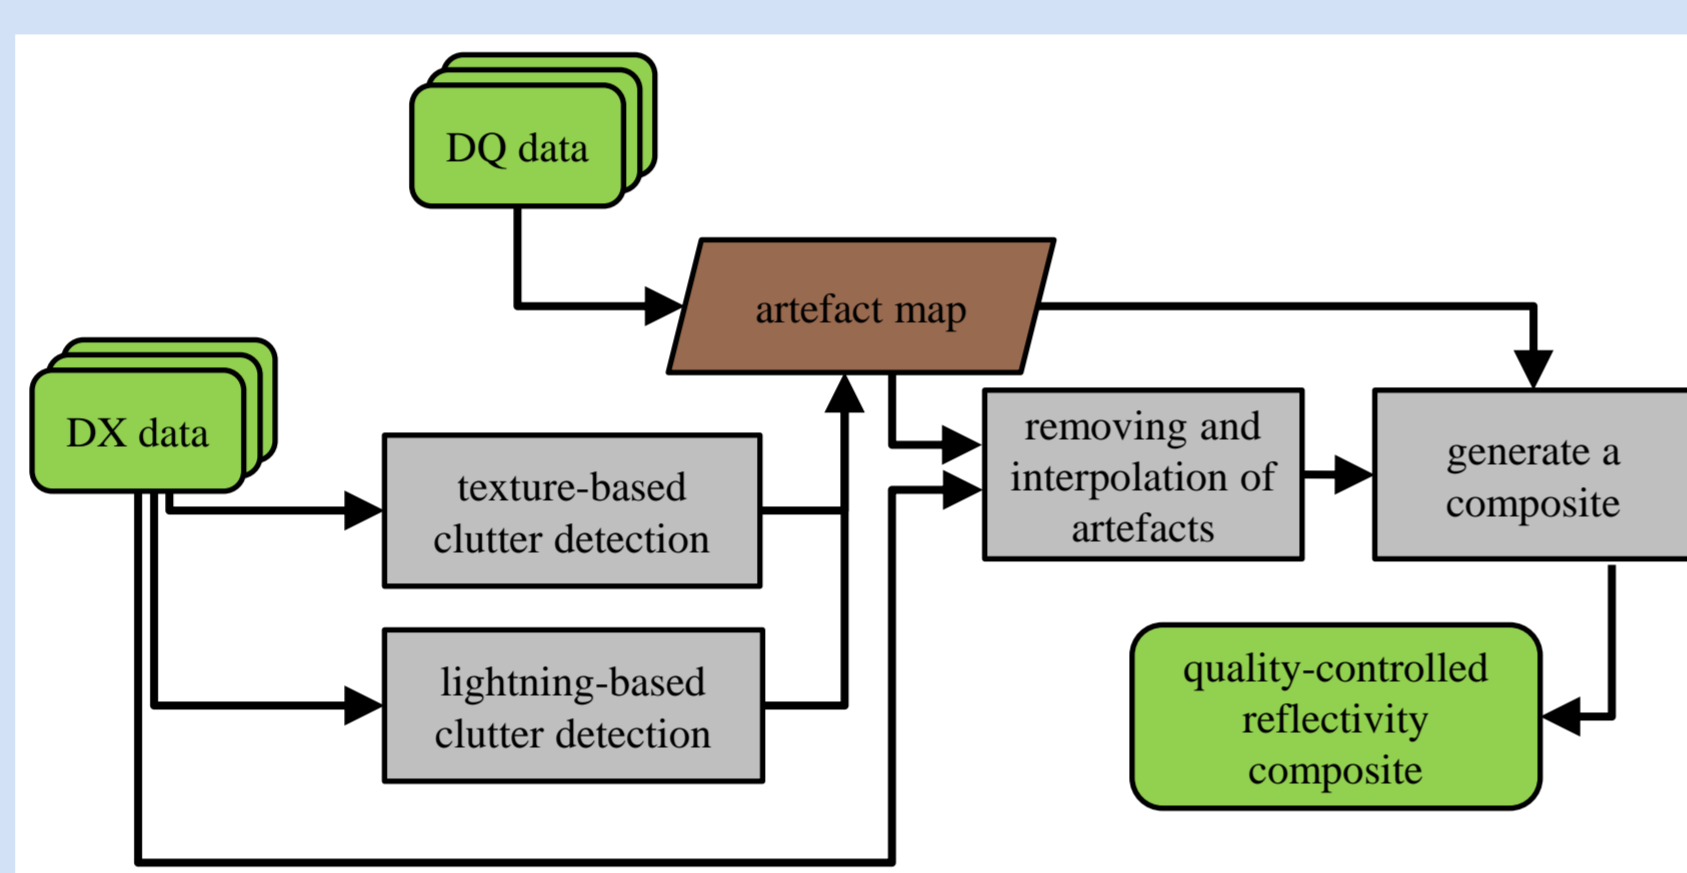 DQ data
artefact map
DX data
texture-based
clutter detection
lightning-based
clutter detection
removing and
interpolation of
artefacts
generate a
composite
quality-controlled
reflectivity
composite